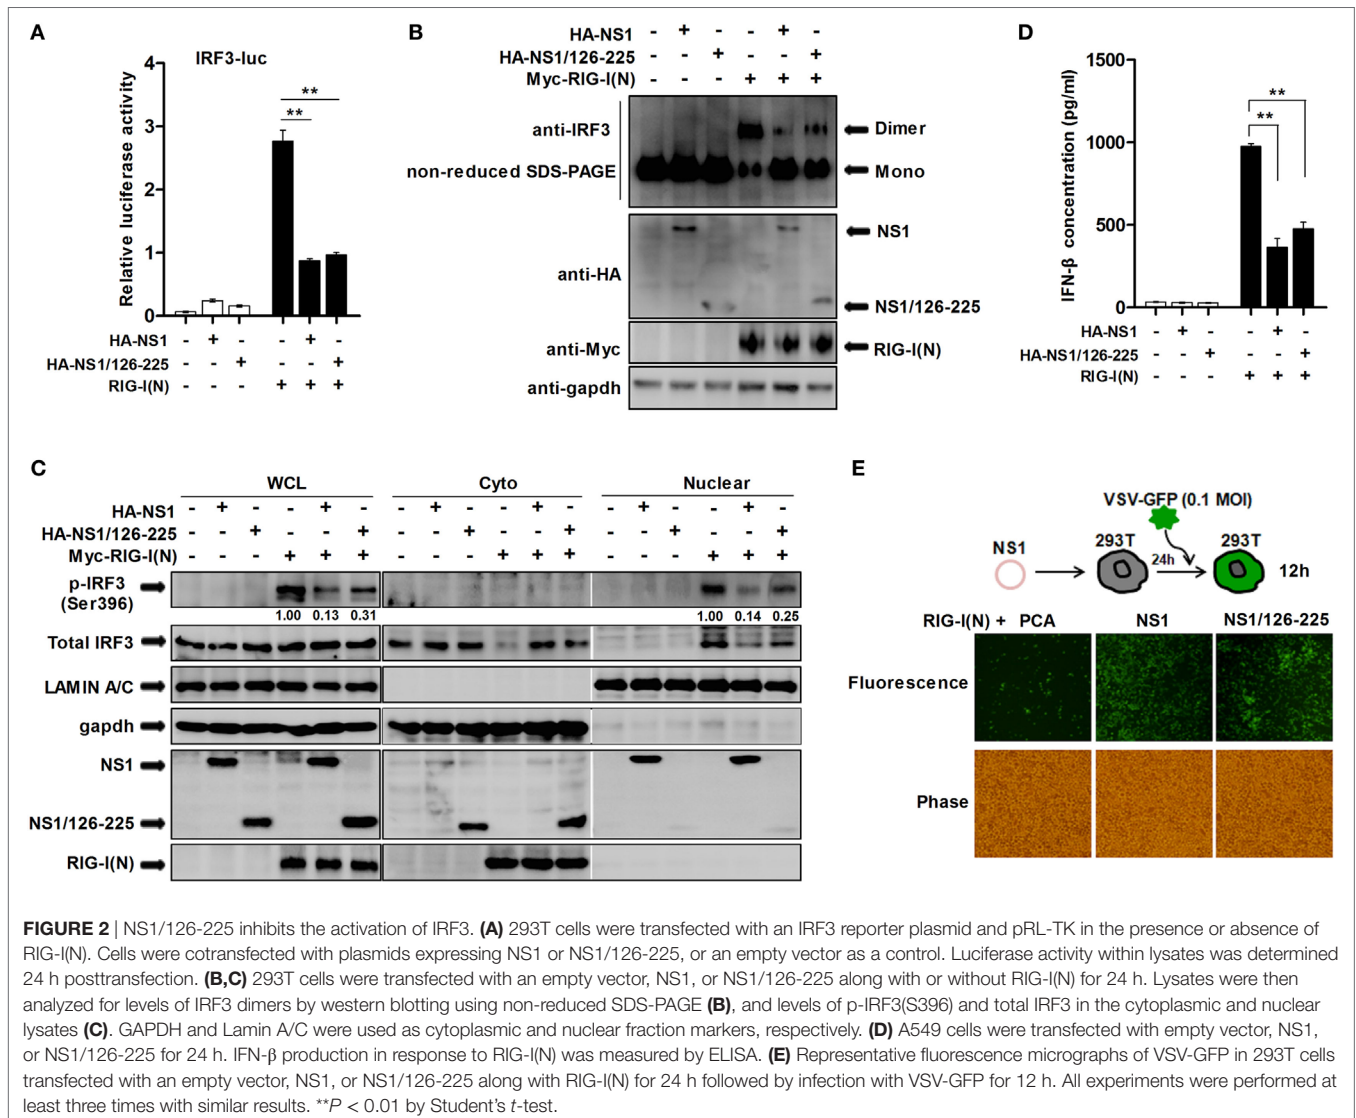 A
IRF3-luc
Relative luciferase activity
4
3
2
1
0
**
**
HA-NS1 - + - - + -
HA-NS1/126-225 - - + - - +
RIG-I(N) - - - + + +
B
HA-NS1 - + - - + -
HA-NS1/126-225 - - + - - +
Myc-RIG-I(N) - - - + + +
anti-IRF3
Dimer
non-reduced SDS-PAGE
Mono
NS1
anti-HA
NS1/126-225
anti-Myc
RIG-I(N)
anti-gapdh
D
IFN-β concentration (pg/ml)
1500
1000
500
0
**
**
HA-NS1 - + - - + -
HA-NS1/126-225 - - + - - +
RIG-I(N) - - - + + +
C
WCL Cyto Nuclear
HA-NS1 - + - - + - - + - - + - - + - - + -
HA-NS1/126-225 - - + - - + - - + - - + - - + - - +
Myc-RIG-I(N) - - - + + + - - - + + + - - - + + +
p-IRF3
(Ser396)
1.00 0.13 0.31 1.00 0.14 0.25
Total IRF3
LAMIN A/C
gapdh
NS1
NS1/126-225
RIG-I(N)
E
VSV-GFP (0.1 MOI)
NS1
293T
24h
293T
12h
RIG-I(N) + PCA NS1 NS1/126-225
Fluorescence
Phase
FIGURE 2 | NS1/126-225 inhibits the activation of IRF3. (A) 293T cells were transfected with an IRF3 reporter plasmid and pRL-TK in the presence or absence of
RIG-I(N). Cells were cotransfected with plasmids expressing NS1 or NS1/126-225, or an empty vector as a control. Luciferase activity within lysates was determined
24 h posttransfection. (B,C) 293T cells were transfected with an empty vector, NS1, or NS1/126-225 along with or without RIG-I(N) for 24 h. Lysates were then
analyzed for levels of IRF3 dimers by western blotting using non-reduced SDS-PAGE (B), and levels of p-IRF3(S396) and total IRF3 in the cytoplasmic and nuclear
lysates (C). GAPDH and Lamin A/C were used as cytoplasmic and nuclear fraction markers, respectively. (D) A549 cells were transfected with empty vector, NS1,
or NS1/126-225 for 24 h. IFN-β production in response to RIG-I(N) was measured by ELISA. (E) Representative fluorescence micrographs of VSV-GFP in 293T cells
transfected with an empty vector, NS1, or NS1/126-225 along with RIG-I(N) for 24 h followed by infection with VSV-GFP for 12 h. All experiments were performed at
least three times with similar results. **P < 0.01 by Student's t-test.